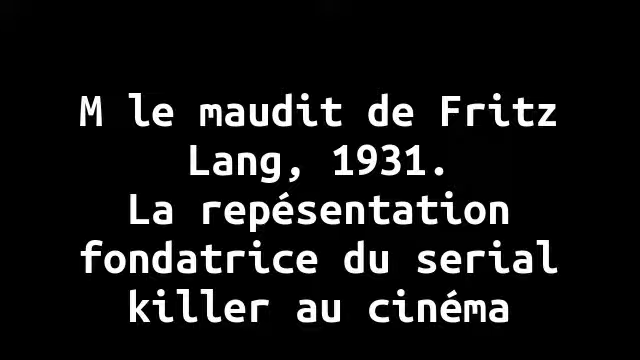 M le maudit de Fritz
Lang, 1931.
La repésentation
fondatrice du serial
killer au cinéma